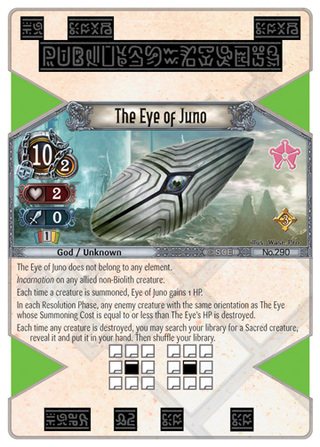 The Eye of Juno
10
2
2
0
1
God / Unknown
No.290
The Eye of Juno does not belong to any element.
Incarnation on any allied non-Biolith creature.
Each time a creature is summoned, Eye of Juno gains 1 HP.
In each Resolution Phase, any enemy creature with the same orientation as The Eye
whose Summoning Cost is equal to or less than The Eye's HP is destroyed.
Each time any creature is destroyed, you may search your library for a Sacred creature,
reveal it and put it in your hand. Then shuffle your library.